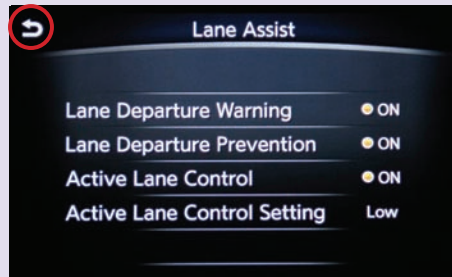 Lane Assist
Lane Departure Warning ON
Lane Departure Prevention ON
Active Lane Control ON
Active Lane Control Setting Low